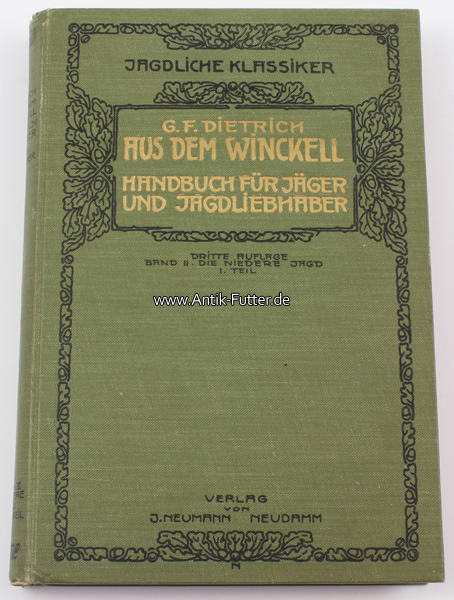 JAGDLICHE KLASSIKER
G. F. DIETRICH
AUS DEM WINCKELL
HANDBUCH FÜR JÄGER
UND JAGDLIEBHABER
DRITTE AUFLAGE
BAND II. DIE NIEDERE JAGD
I. TEIL
www.Antik-Futter.de
VERLAG
VON
J. NEUMANN NEUDAMM
N